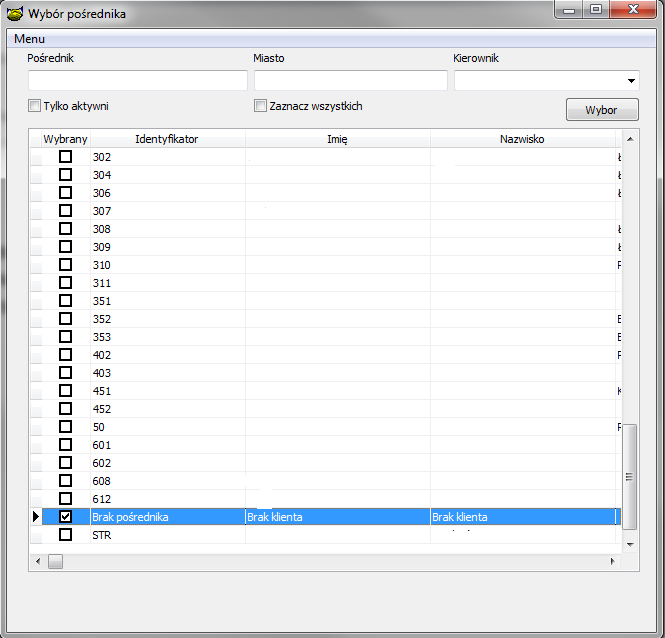 Wybór pośrednika
Menu
Pośrednik Miasto Kierownik
Tylko aktywni Zaznacz wszystkich Wybor
Wybrany Identyfikator Imię Nazwisko
302
304
306
307
308
309
310
311
351
352
353
402
403
451
452
50
601
602
608
612
Brak pośrednika Brak klienta Brak klienta
STR